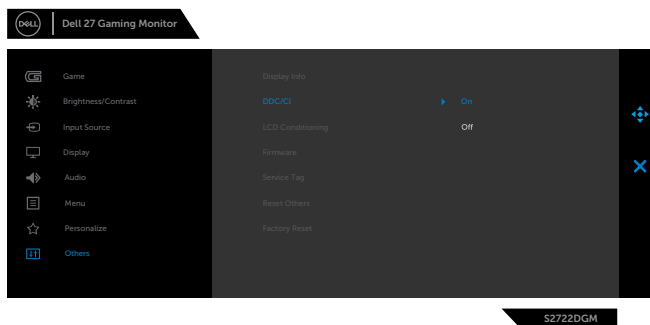 DELL
Dell 27 Gaming Monitor
Game
Display Info
Brightness/Contrast
DDC/CI
On
Input Source
LCD Conditioning
Off
Display
Firmware
Audio
Service Tag
Menu
Reset Others
Personalize
Factory Reset
Others
S2722DGM